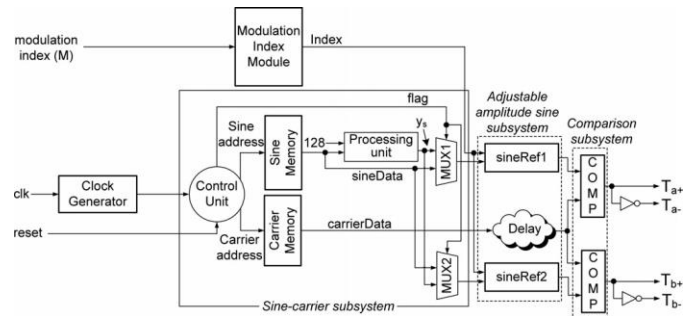 modulation
index (M)
Modulation
Index
Module
Index
flag
Adjustable
amplitude sine
subsystem
Comparison
subsystem
Sine
address
Sine
Memory
128
Processing
unit
ys
MUX1
sineData
sineRef1
COMP
Ta+
Ta-
clk
Clock
Generator
Control
Unit
reset
Carrier
address
Carrier
Memory
carrierData
Delay
MUX2
sineRef2
COMP
Tb+
Tb-
Sine-carrier subsystem